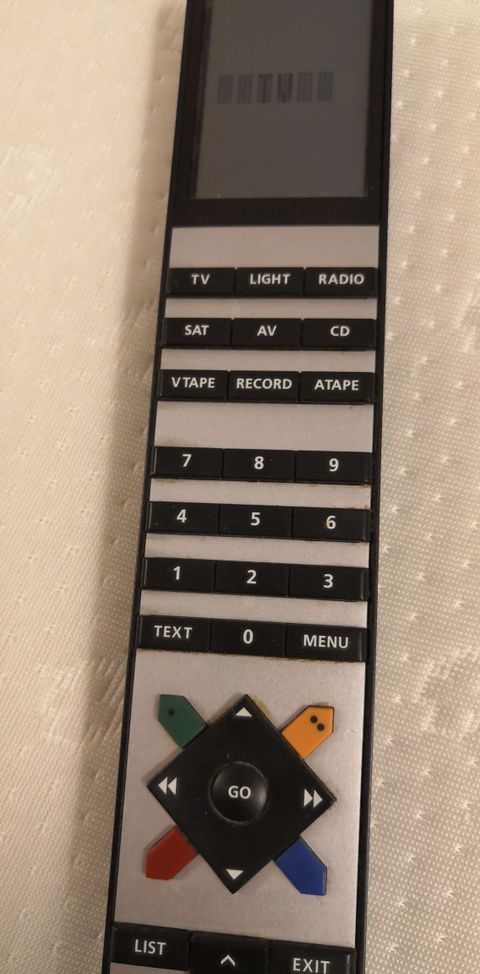 TV LIGHT RADIO
SAT AV CD
VTAPE RECORD ATAPE
7 8 9
4 5 6
1 2 3
TEXT 0 MENU
GO
LIST EXIT